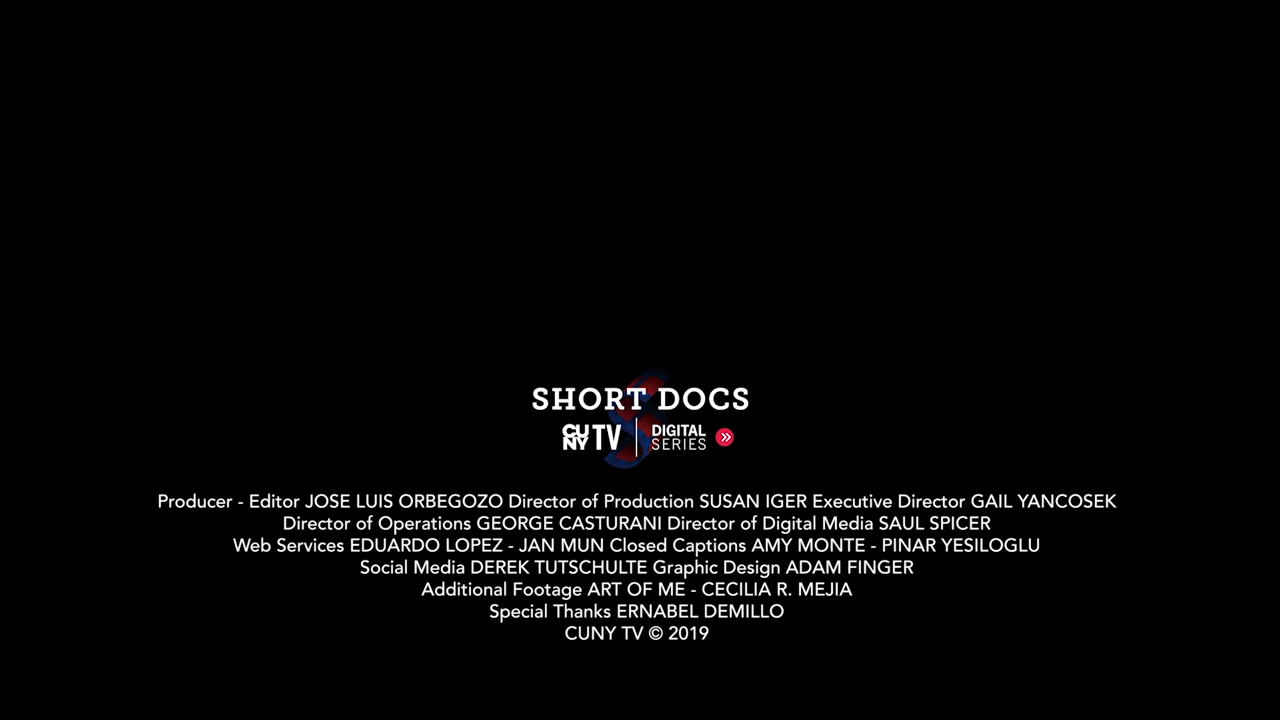 SHORT DOCS
CUNY TV | DIGITAL SERIES
Producer - Editor JOSE LUIS ORBEGOZO Director of Production SUSAN IGER Executive Director GAIL YANCOSEK
Director of Operations GEORGE CASTURANI Director of Digital Media SAUL SPICER
Web Services EDUARDO LOPEZ - JAN MUN Closed Captions AMY MONTE - PINAR YESILOGLU
Social Media DEREK TUTSCHULTE Graphic Design ADAM FINGER
Additional Footage ART OF ME - CECILIA R. MEJIA
Special Thanks ERNABEL DEMILLO
CUNY TV © 2019